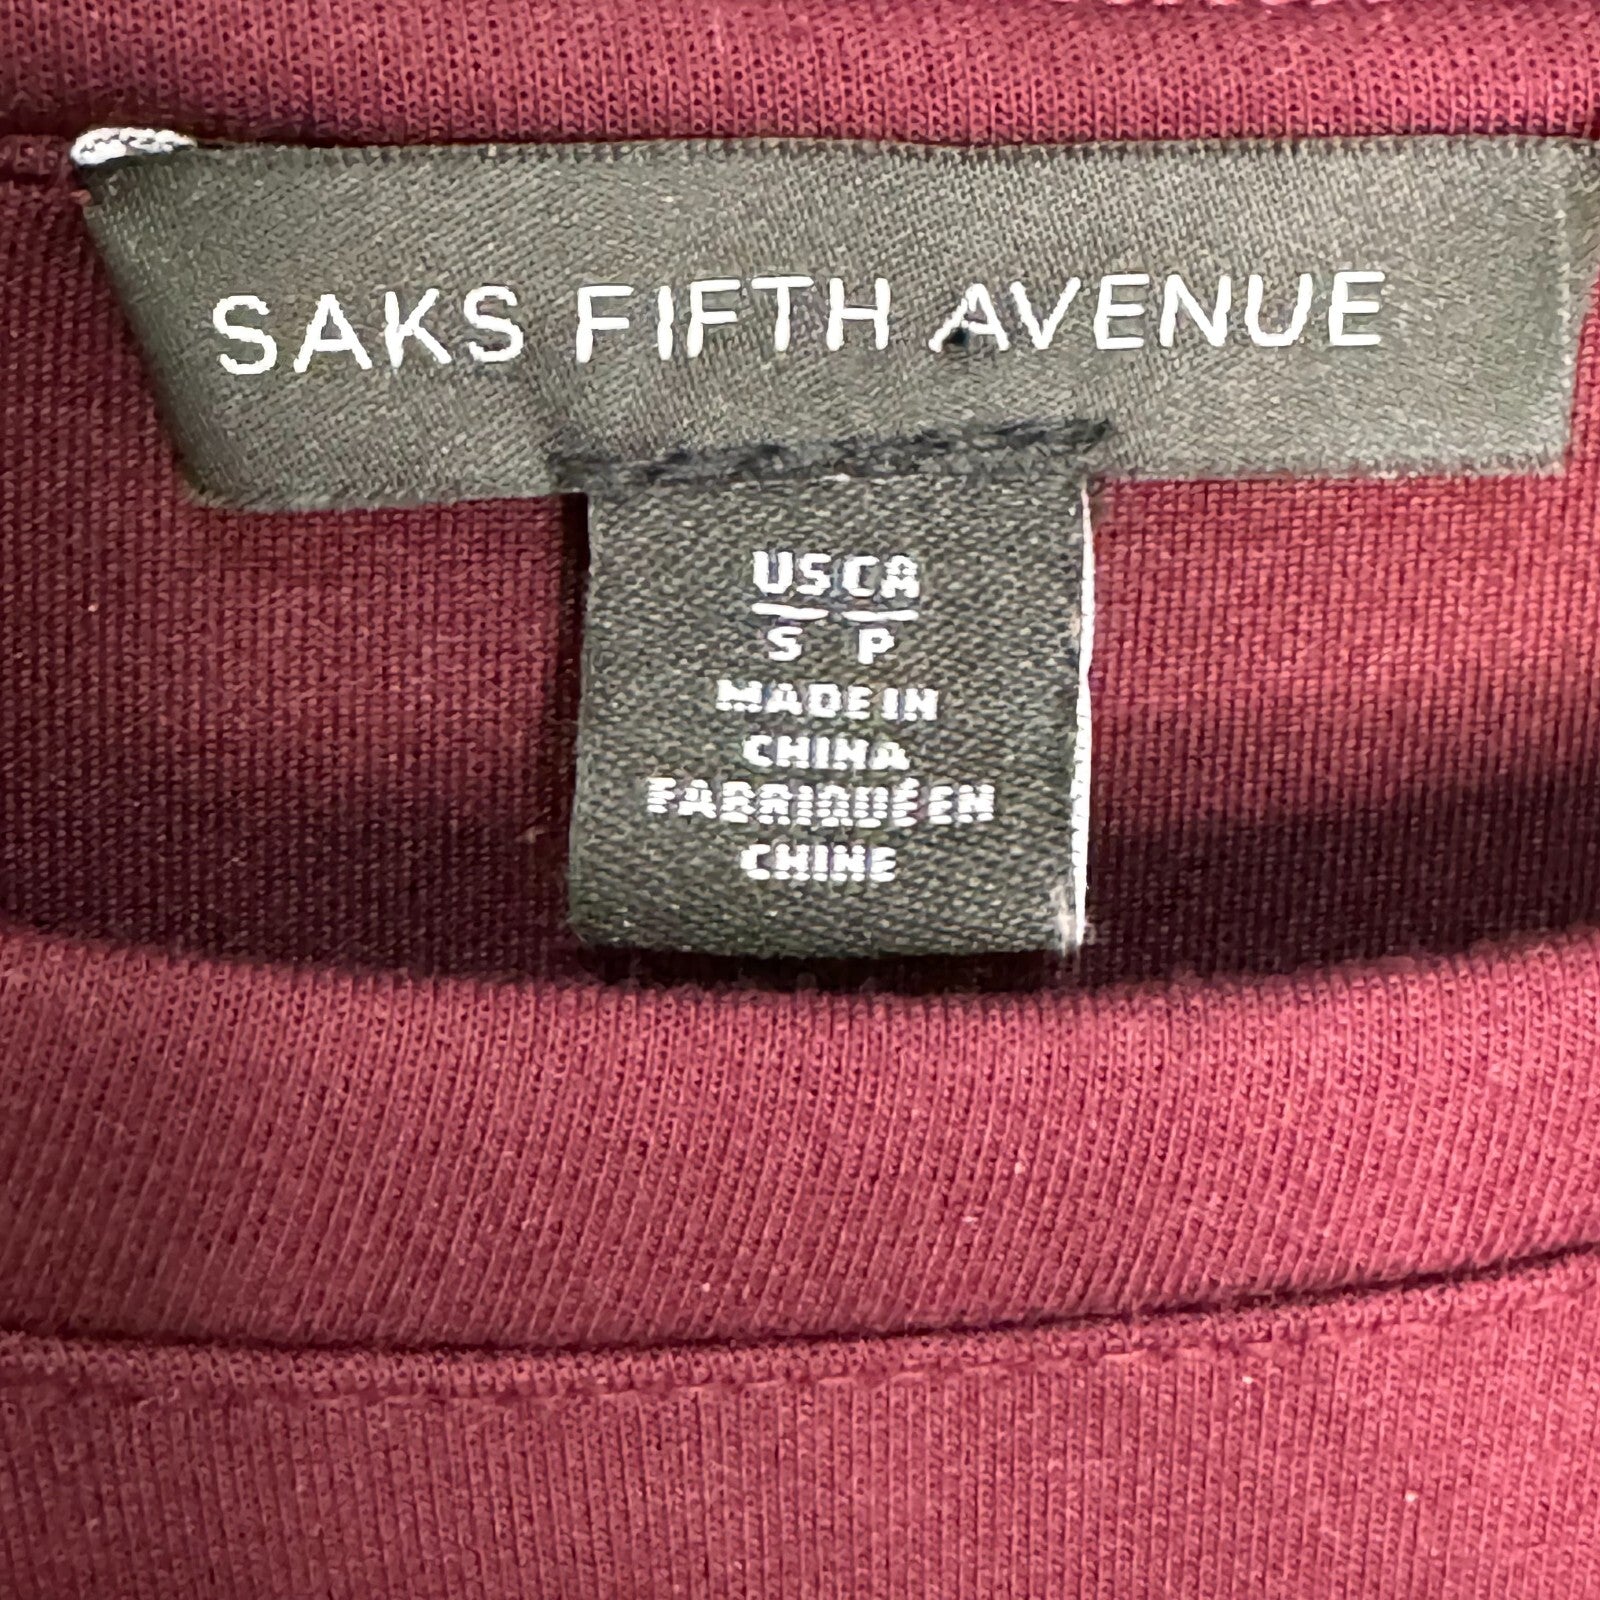 SAKS FIFTH AVENUE
US CA
S P
MADE IN
CHINA
FABRIQUÉ EN
CHINE